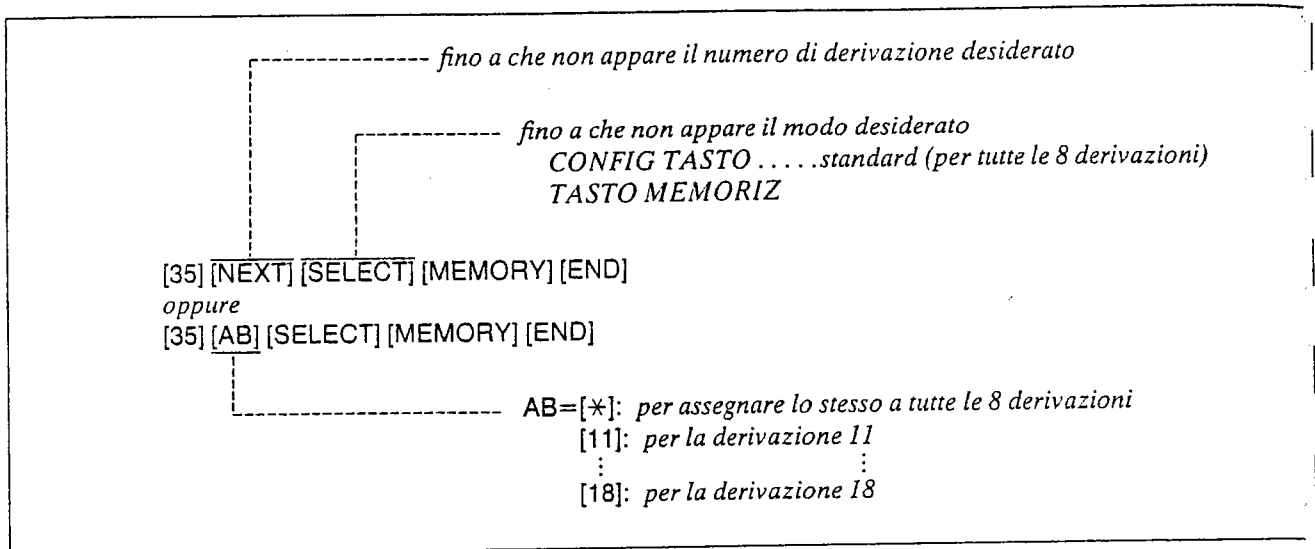 fino a che non appare il numero di derivazione desiderato
fino a che non appare il modo desiderato
CONFIG TASTO . . . . . standard (per tutte le 8 derivazioni)
TASTO MEMORIZ
[35] [NEXT] [SELECT] [MEMORY] [END]
oppure
[35] [AB] [SELECT] [MEMORY] [END]
AB=[✳]: per assegnare lo stesso a tutte le 8 derivazioni
[11]: per la derivazione 11
⋮ ⋮
[18]: per la derivazione 18